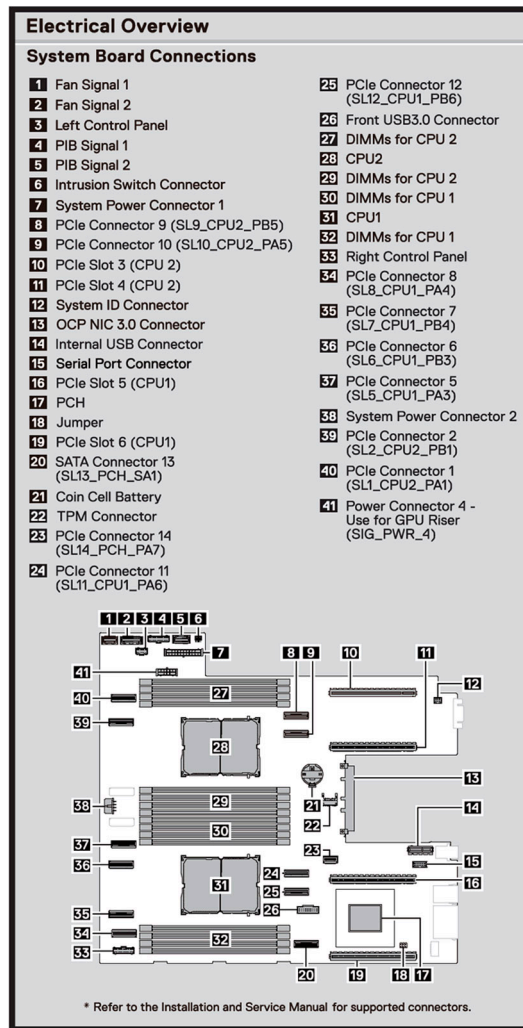 Electrical Overview
System Board Connections
1 Fan Signal 1
2 Fan Signal 2
3 Left Control Panel
4 PIB Signal 1
5 PIB Signal 2
6 Intrusion Switch Connector
7 System Power Connector 1
8 PCIe Connector 9 (SL9_CPU2_PB5)
9 PCIe Connector 10 (SL10_CPU2_PA5)
10 PCIe Slot 3 (CPU 2)
11 PCIe Slot 4 (CPU 2)
12 System ID Connector
13 OCP NIC 3.0 Connector
14 Internal USB Connector
15 Serial Port Connector
16 PCIe Slot 5 (CPU1)
17 PCH
18 Jumper
19 PCIe Slot 6 (CPU1)
20 SATA Connector 13
(SL13_PCH_SA1)
21 Coin Cell Battery
22 TPM Connector
23 PCIe Connector 14
(SL14_PCH_PA7)
24 PCIe Connector 11
(SL11_CPU1_PA6)
25 PCIe Connector 12
(SL12_CPU1_PB6)
26 Front USB3.0 Connector
27 DIMMs for CPU 2
28 CPU2
29 DIMMs for CPU 2
30 DIMMs for CPU 1
31 CPU1
32 DIMMs for CPU 1
33 Right Control Panel
34 PCIe Connector 8
(SL8_CPU1_PA4)
35 PCIe Connector 7
(SL7_CPU1_PB4)
36 PCIe Connector 6
(SL6_CPU1_PB3)
37 PCIe Connector 5
(SL5_CPU1_PA3)
38 System Power Connector 2
39 PCIe Connector 2
(SL2_CPU2_PB1)
40 PCIe Connector 1
(SL1_CPU2_PA1)
41 Power Connector 4 -
Use for GPU Riser
(SIG_PWR_4)
1 2 3 4 5 6
7
8 9 10 11
41
12
40 27
39
28
13
21
38 29
22
14
30
37
23
15
36
24
16
31
25
35
26
34
32
33
20 19 18 17
* Refer to the Installation and Service Manual for supported connectors.